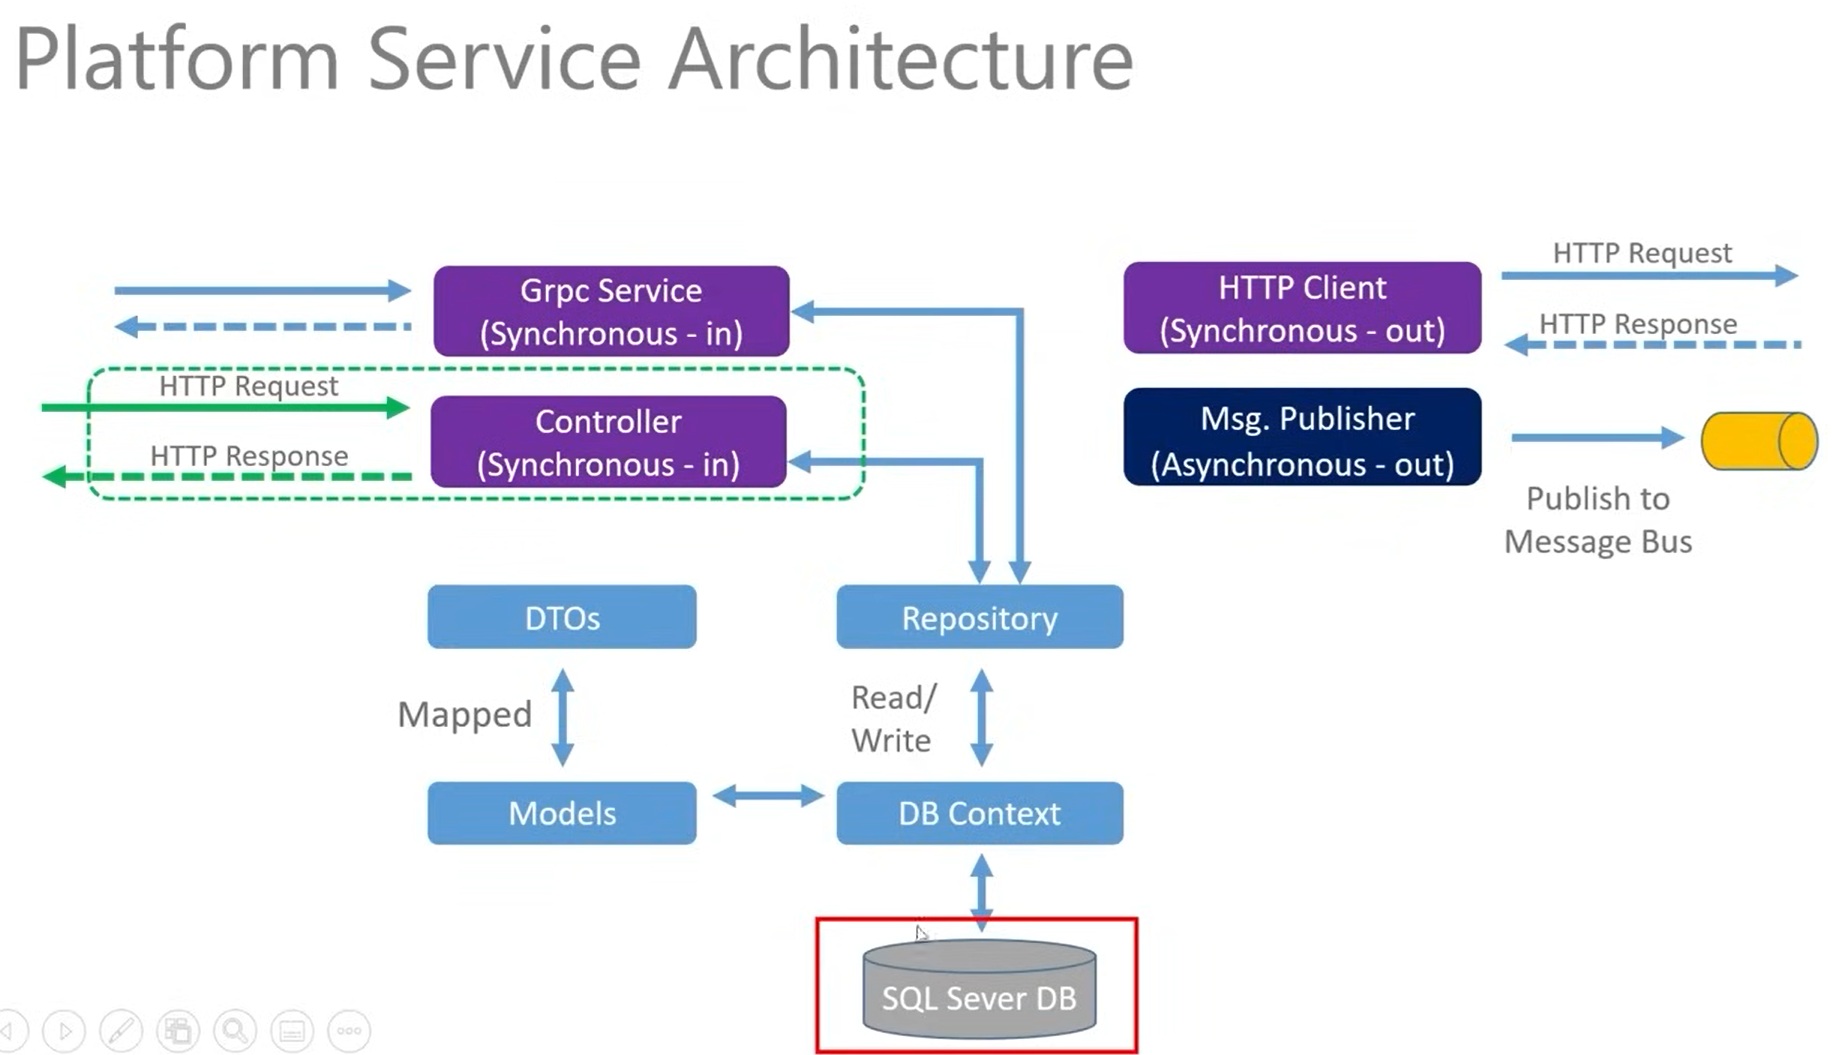 Platform Service Architecture
Grpc Service
(Synchronous - in)
HTTP Request
HTTP Response
Controller
(Synchronous - in)
HTTP Client
(Synchronous - out)
HTTP Request
HTTP Response
Msg. Publisher
(Asynchronous - out)
Publish to
Message Bus
DTOs
Repository
Mapped
Read/
Write
Models
DB Context
SQL Sever DB